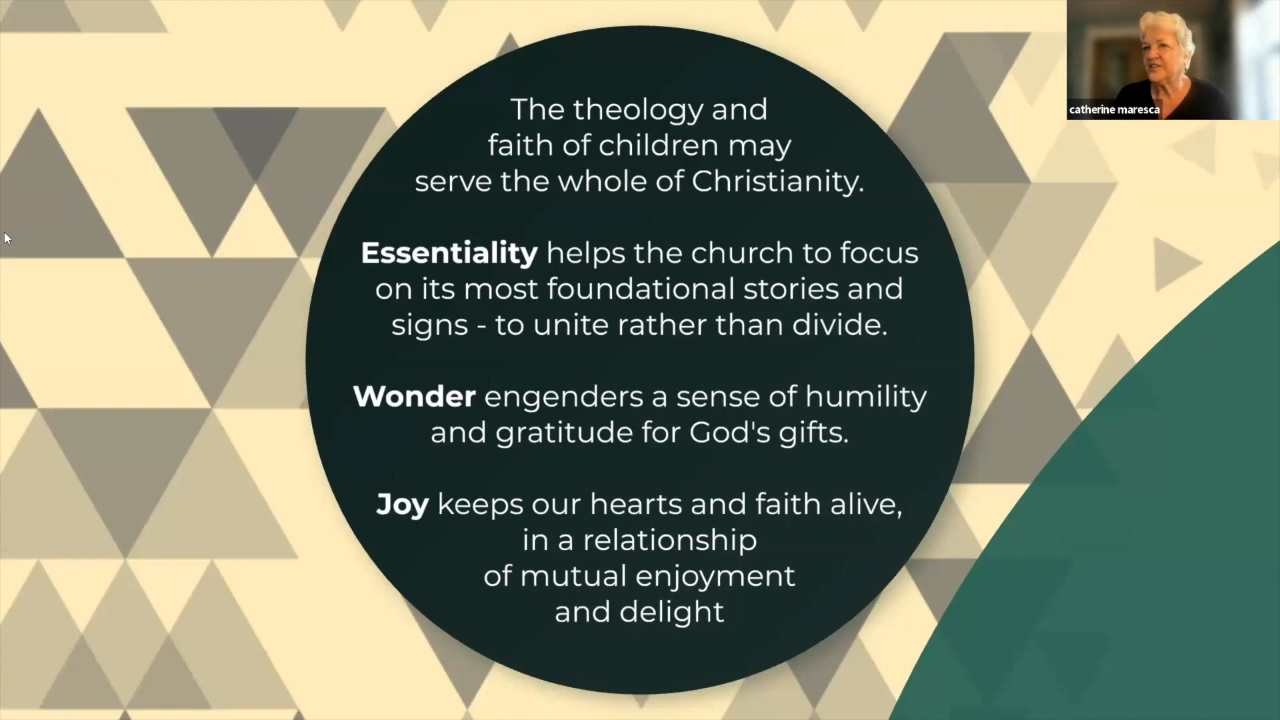 The theology and
faith of children may
serve the whole of Christianity.
Essentiality helps the church to focus
on its most foundational stories and
signs - to unite rather than divide.
Wonder engenders a sense of humility
and gratitude for God's gifts.
Joy keeps our hearts and faith alive,
in a relationship
of mutual enjoyment
and delight
catherine maresca